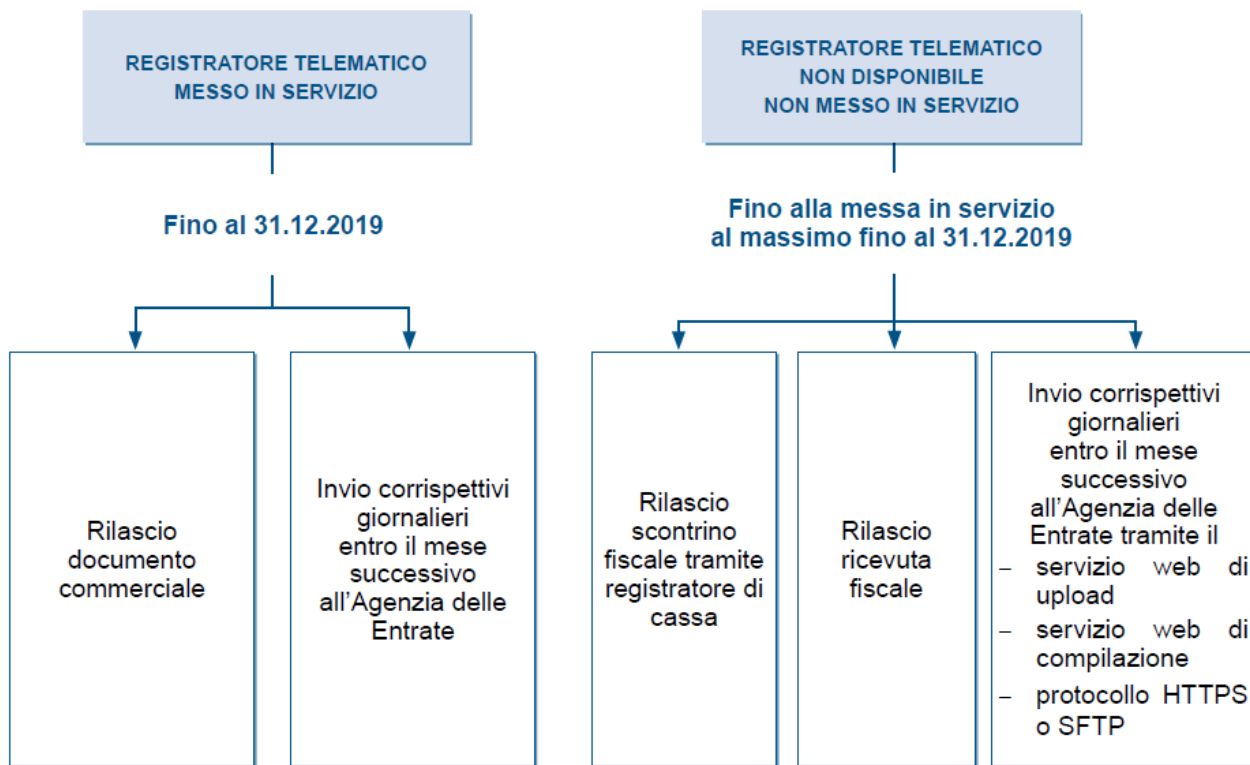 REGISTRATORE TELEMATICO
MESSO IN SERVIZIO
Fino al 31.12.2019
Rilascio
documento
commerciale
Invio corrispettivi
giornalieri
entro il mese
successivo
all'Agenzia delle
Entrate
REGISTRATORE TELEMATICO
NON DISPONIBILE
NON MESSO IN SERVIZIO
Fino alla messa in servizio
al massimo fino al 31.12.2019
Rilascio
scontrino
fiscale tramite
registratore di
cassa
Rilascio
ricevuta
fiscale
Invio corrispettivi
giornalieri
entro il mese
successivo
all'Agenzia delle
Entrate tramite il
– servizio web di
upload
– servizio web di
compilazione
– protocollo HTTPS
o SFTP